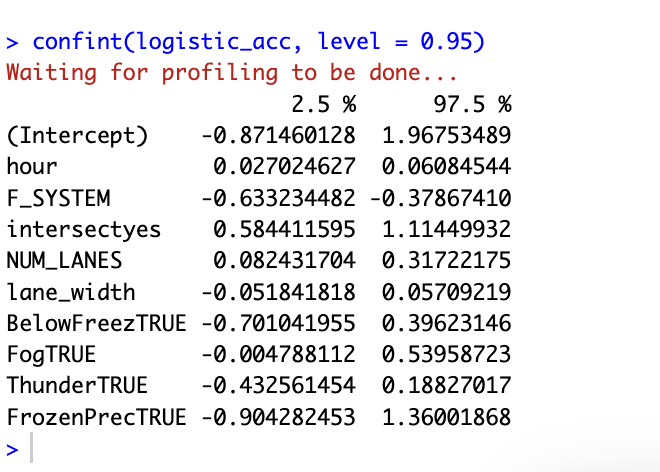 > confint(logistic_acc, level = 0.95)
Waiting for profiling to be done...
2.5 % 97.5 %
(Intercept) -0.871460128 1.96753489
hour 0.027024627 0.06084544
F_SYSTEM -0.633234482 -0.37867410
intersectyes 0.584411595 1.11449932
NUM_LANES 0.082431704 0.31722175
lane_width -0.051841818 0.05709219
BelowFreezTRUE -0.701041955 0.39623146
FogTRUE -0.004788112 0.53958723
ThunderTRUE -0.432561454 0.18827017
FrozenPrecTRUE -0.904282453 1.36001868
>